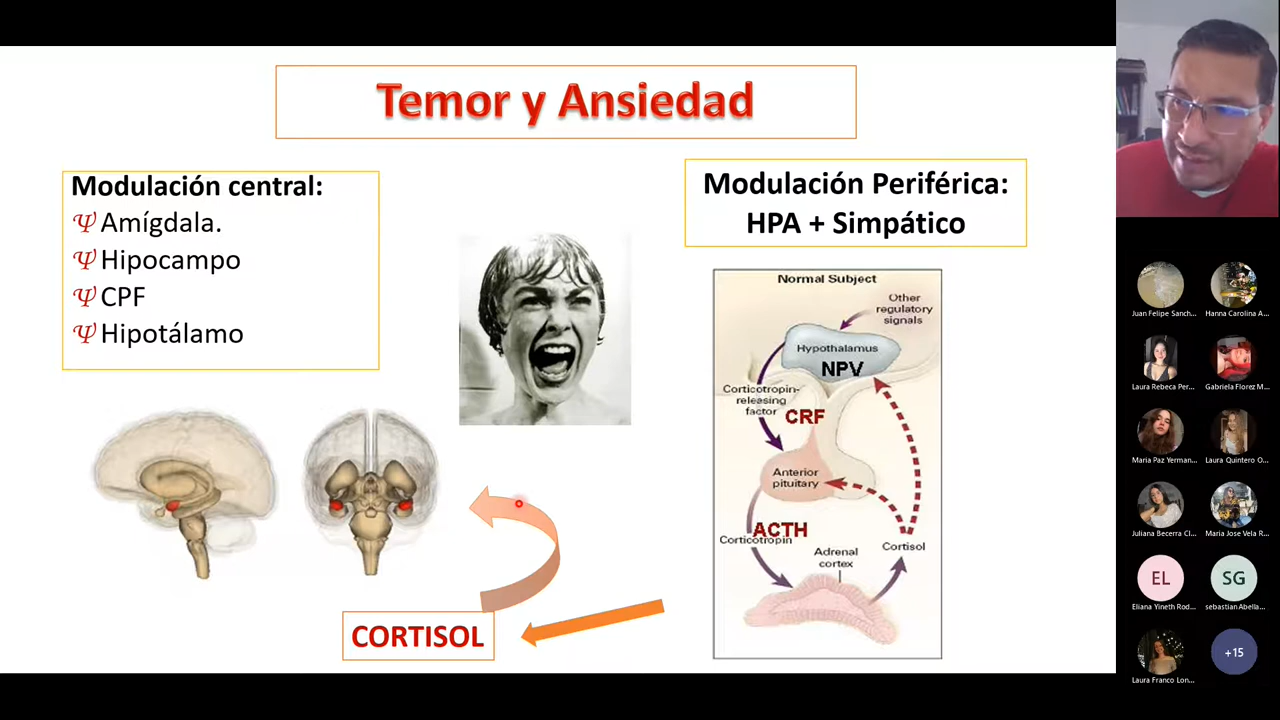 Temor y Ansiedad
Modulación central:
Ψ Amígdala.
Ψ Hipocampo
Ψ CPF
Ψ Hipotálamo
Modulación Periférica:
HPA + Simpático
Normal Subject
Other
regulatory
signals
Hypothalamus
NPV
Corticotropin-
releasing
factor
CRF
Anterior
pituitary
ACTH
Corticotropin
Adrenal
cortex
Cortisol
CORTISOL
Juan Felipe Sanch...
Hanna Carolina A...
Laura Rebeca Per...
Gabriela Florez M...
Maria Paz Yerman...
Laura Quintero O...
Juliana Becerra Cl...
Maria Jose Vela R...
EL
SG
Eliana Yineth Rod...
sebastian Abella...
+15
Laura Franco Lon...